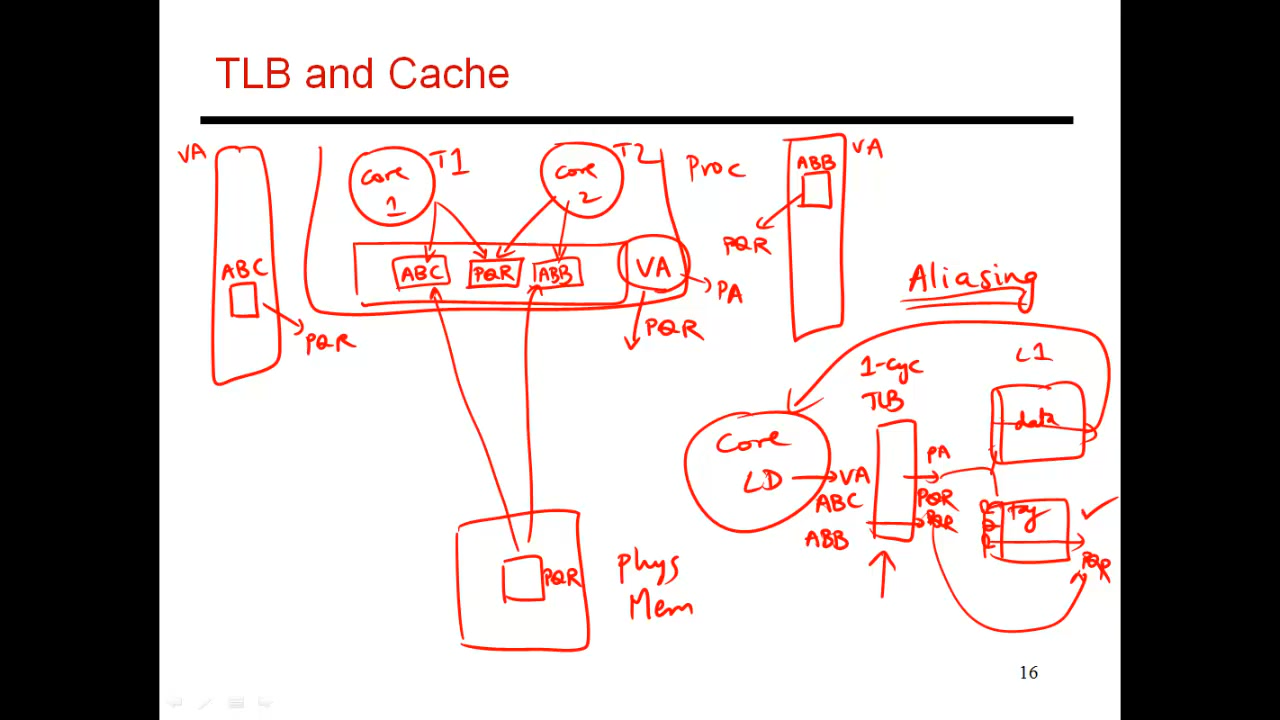 TLB and Cache
VA
ABC
PQR
Core
1
T1
Core
2
T2
Proc
ABC
PQR
ABB
VA
PA
PQR
VA
ABB
PQR
Aliasing
1-cyc
TLB
L1
data
Core
LD
VA
ABC
ABB
PA
PQR
PQR
Tag
PQR
PQR
Phys
Mem
16